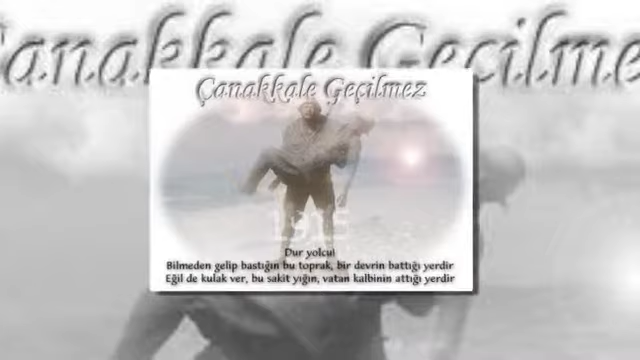 Çanakkale Geçilmez
Çanakkale Geçilmez
1915
Dur yolcu!
Bilmeden gelip bastığın bu toprak, bir devrin battığı yerdir
Eğil de kulak ver, bu sakit yığın, vatan kalbinin attığı yerdir